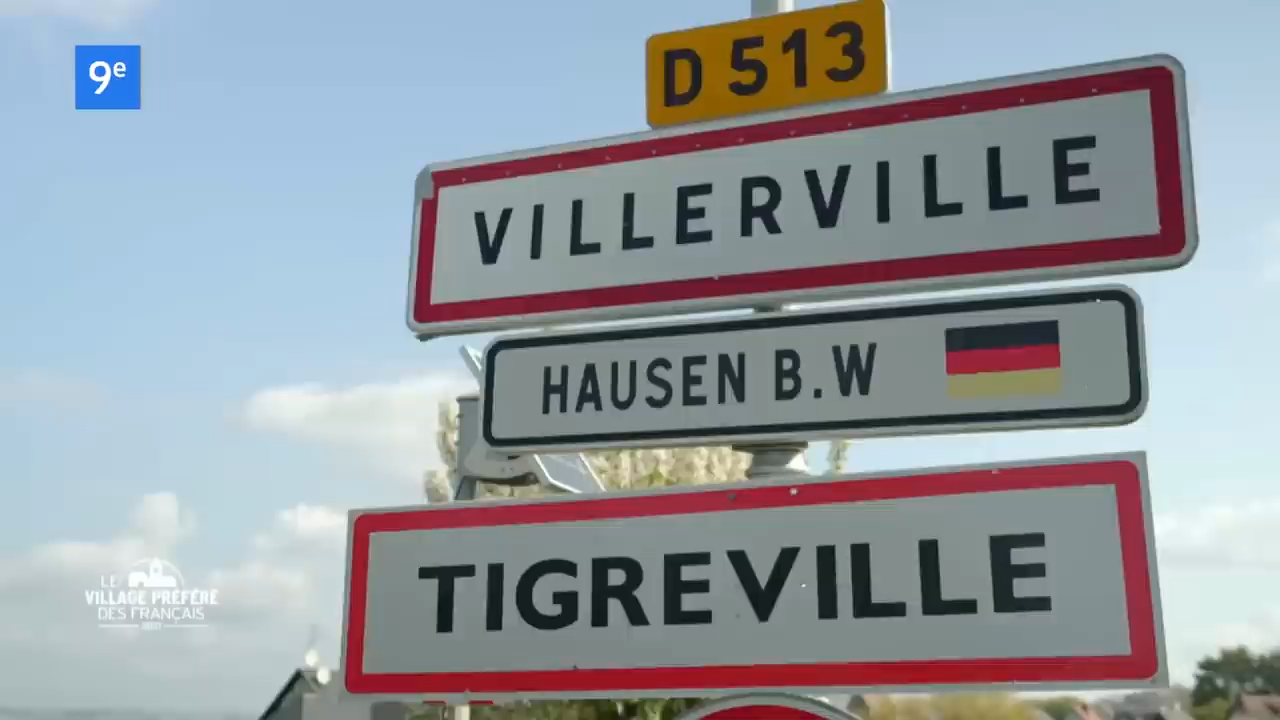 9e
D 513
VILLERVILLE
HAUSEN B.W
TIGREVILLE
LE
VILLAGE PRÉFÉRÉ
DES FRANÇAIS